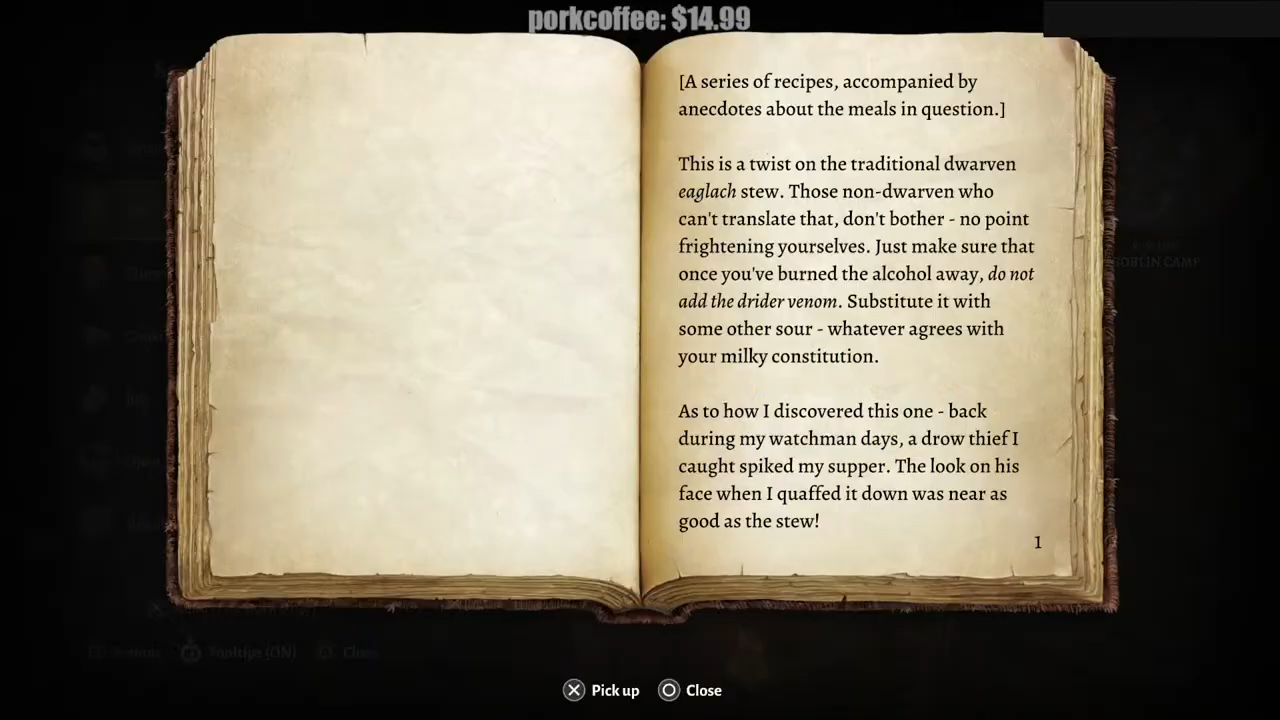 porkcoffee: $14.99
[A series of recipes, accompanied by
anecdotes about the meals in question.]
This is a twist on the traditional dwarven
eaglach stew. Those non-dwarven who
can't translate that, don't bother - no point
frightening yourselves. Just make sure that
once you've burned the alcohol away, do not
add the drider venom. Substitute it with
some other sour - whatever agrees with
your milky constitution.
As to how I discovered this one - back
during my watchman days, a drow thief I
caught spiked my supper. The look on his
face when I quaffed it down was near as
good as the stew!
1
GOBLIN CAMP
Tooltips (ON) Close
Pick up Close